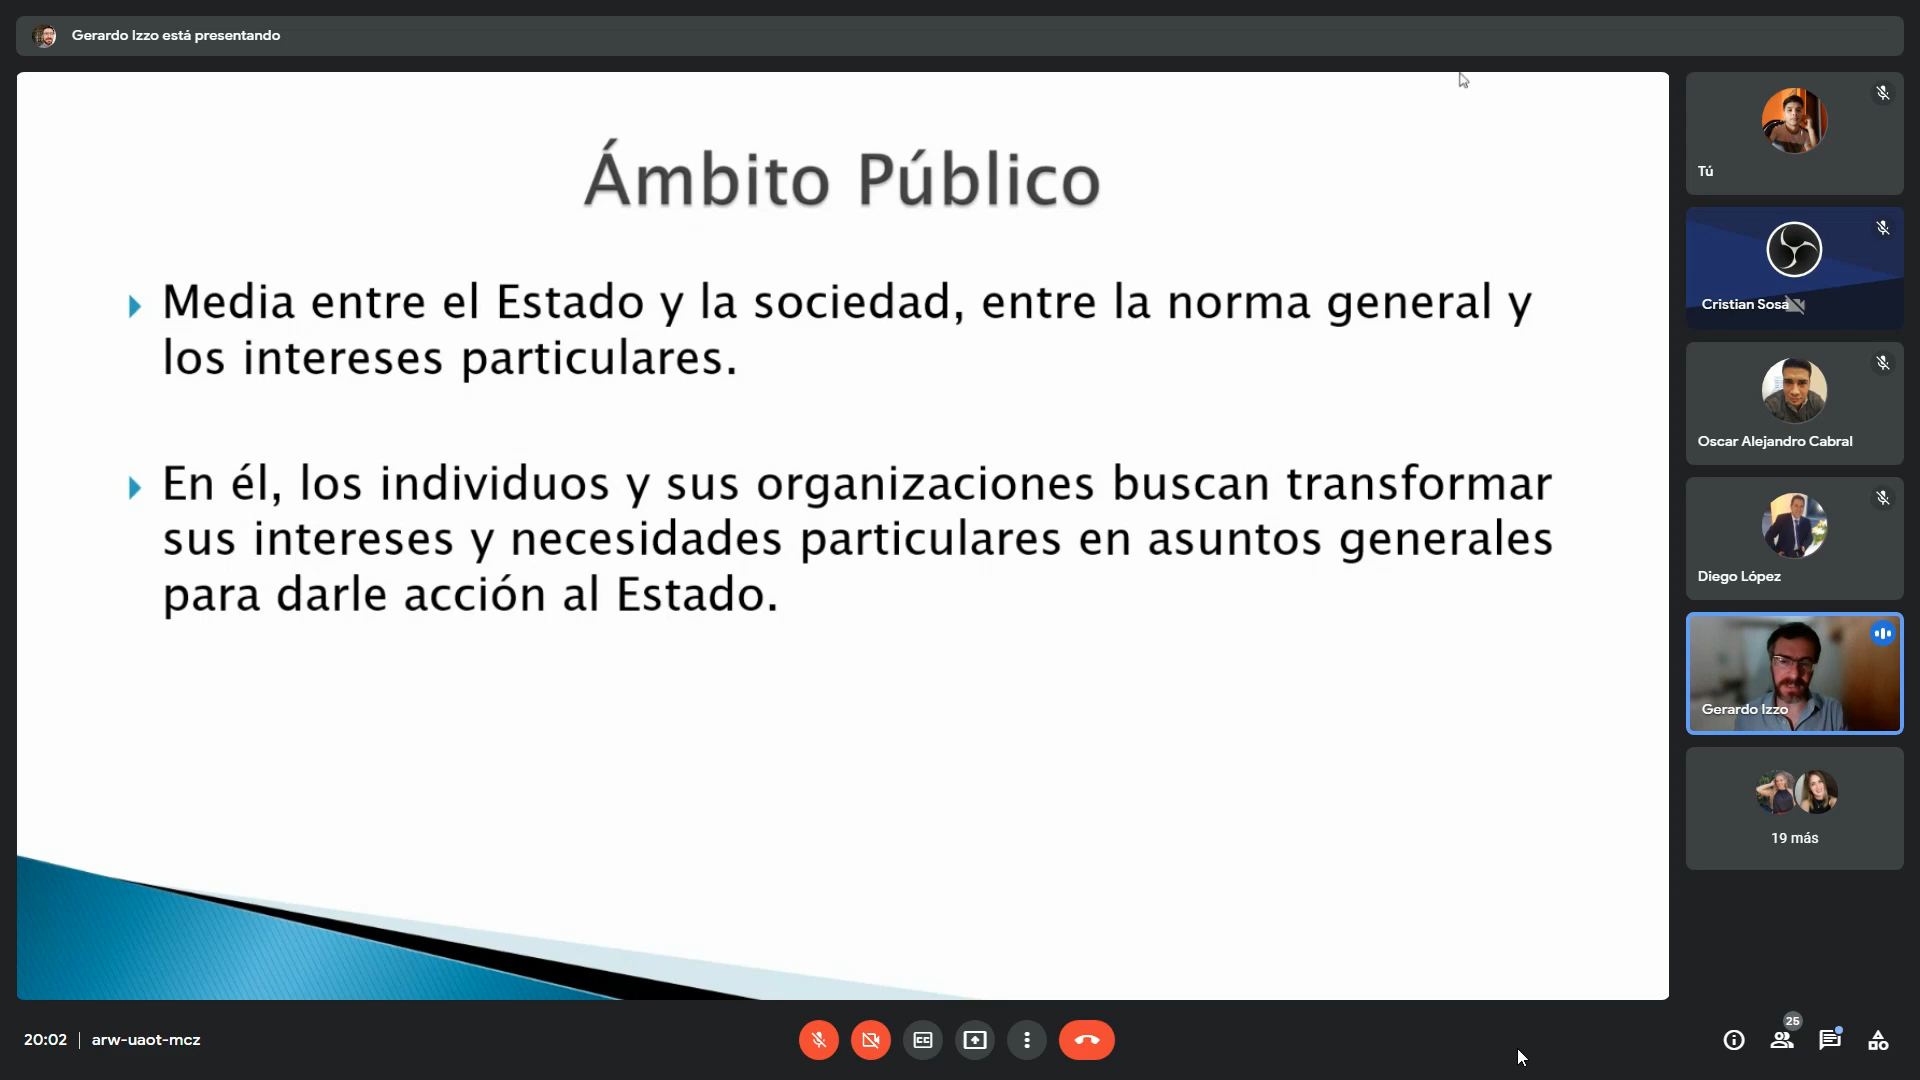 Gerardo Izzo está presentando
Ámbito Público
Media entre el Estado y la sociedad, entre la norma general y
los intereses particulares.
En él, los individuos y sus organizaciones buscan transformar
sus intereses y necesidades particulares en asuntos generales
para darle acción al Estado.
Tú
Cristian Sosa
Oscar Alejandro Cabral
Diego López
Gerardo Izzo
19 más
20:02 | arw-uaot-mcz
CC
25